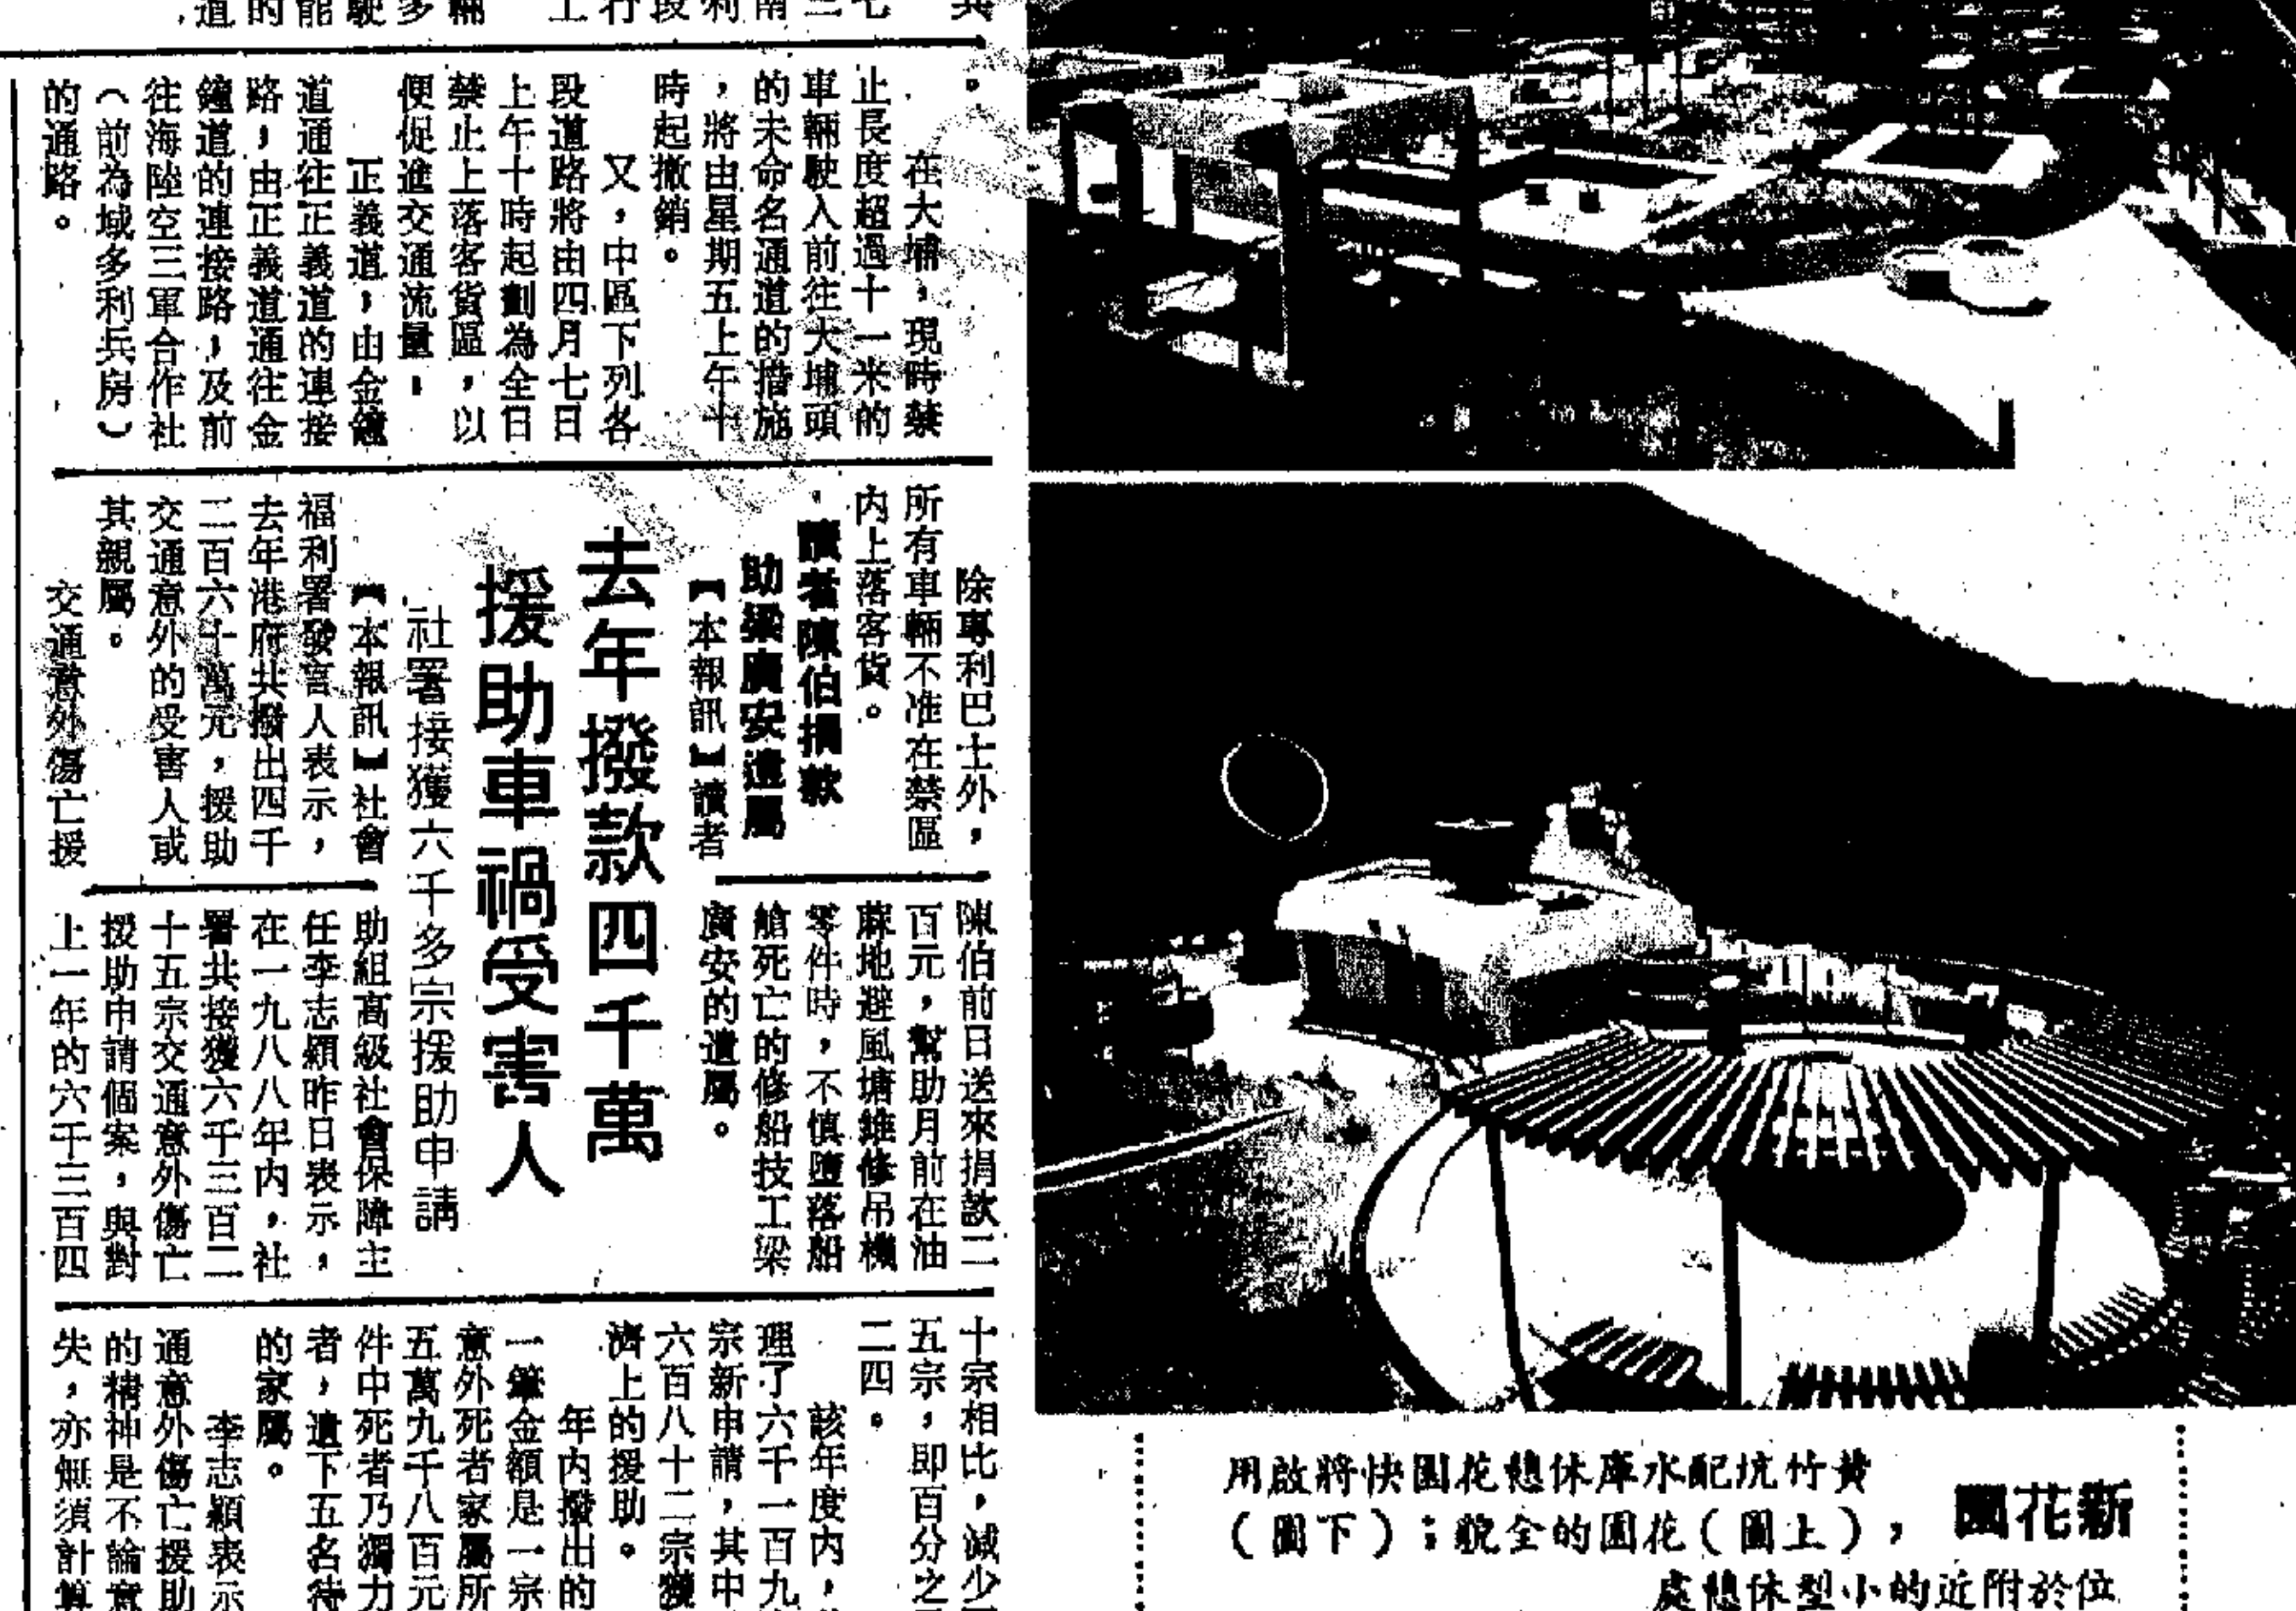 在大埔，現時禁
止長度超過十一米的
車輛駛入前往大埔頭
的未命名通道的措施
，將由星期五上午十
時起撤銷。
又，中區下列各
段道路將由四月七日
上午十時起劃為全日
禁止上落客貨區，以
便促進交通流量：
正義道，由金鐘
道通往正義道的連接
路，由正義道通往金
鐘道的連接路，及前
往海陸空三軍合作社
（前為域多利兵房）
的通路。
除專利巴士外，
所有車輛不准在禁區
內上落客貨。
讀者陳伯捐款
助梁廣安遺屬
【本報訊】讀者
陳伯前日送來捐款二
百元，幫助月前在油
蔴地避風塘維修吊機
零件時，不慎墮落船
艙死亡的修船技工梁
廣安的遺屬。
去年撥款四千萬
援助車禍受害人
社署接獲六千多宗援助申請
【本報訊】社會
福利署發言人表示，
去年港府共撥出四千
二百六十萬元，援助
交通意外的受害人或
其親屬。
交通意外傷亡援
助組高級社會保障主
任李志穎昨日表示，
在一九八八年內，社
署共接獲六千三百二
十五宗交通意外傷亡
援助申請個案，與對
上一年的六千三百四
十宗相比，減少
五宗，即百分之
二四。
該年度內，
理了六千一百九
宗新申請，其中
六百八十二宗獲
濟上的援助。
年內撥出的
一筆金額是一宗
意外死者家屬所
五萬九千八百元
件中死者乃獨力
者，遺下五名待
的家屬。
李志穎表示
通意外傷亡援助
的精神是不論意
失，亦無須計算
新花園
黃竹坑配水庫休憩花園快將啟用
，（上圖）花園的全貌；（下圖）
位於附近的小型休憩處